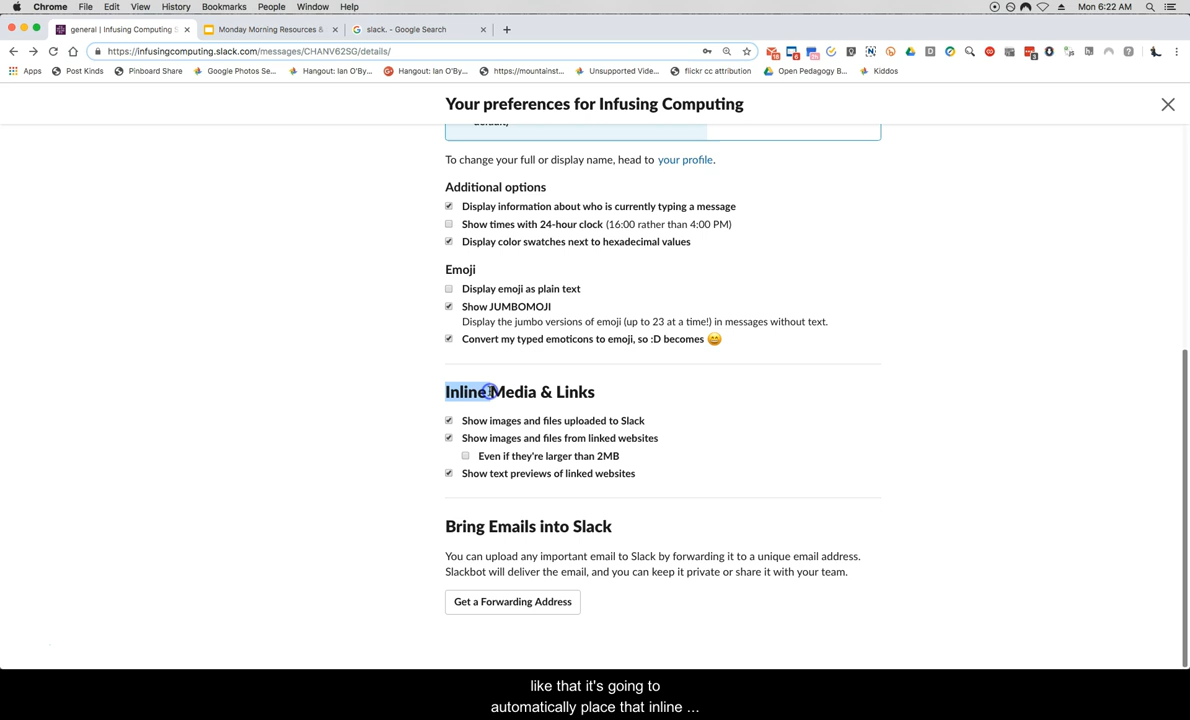 Chrome File Edit View History Bookmarks People Window Help Mon 6:22 AM
general | Infusing Computing S Monday Morning Resources & slack. - Google Search
https://infusingcomputing.slack.com/messages/CHANV62SG/details/
Apps Post Kinds Pinboard Share Google Photos Se... Hangout: Ian O'By... Hangout: Ian O'By... https://mountainst... Unsupported Vide... flickr cc attribution Open Pedagogy B... Kiddos
Your preferences for Infusing Computing
To change your full or display name, head to your profile.
Additional options
Display information about who is currently typing a message
Show times with 24-hour clock (16:00 rather than 4:00 PM)
Display color swatches next to hexadecimal values
Emoji
Display emoji as plain text
Show JUMBOMOJI
Display the jumbo versions of emoji (up to 23 at a time!) in messages without text.
Convert my typed emoticons to emoji, so :D becomes 😄
Inline Media & Links
Show images and files uploaded to Slack
Show images and files from linked websites
Even if they're larger than 2MB
Show text previews of linked websites
Bring Emails into Slack
You can upload any important email to Slack by forwarding it to a unique email address.
Slackbot will deliver the email, and you can keep it private or share it with your team.
Get a Forwarding Address
like that it's going to
automatically place that inline ...